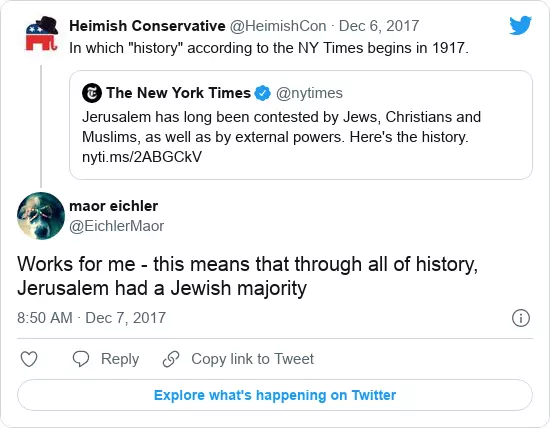 Heimish Conservative @HeimishCon · Dec 6, 2017
In which "history" according to the NY Times begins in 1917.
The New York Times @nytimes
Jerusalem has long been contested by Jews, Christians and
Muslims, as well as by external powers. Here's the history.
nyti.ms/2ABGCkV
maor eichler
@EichlerMaor
Works for me - this means that through all of history,
Jerusalem had a Jewish majority
8:50 AM · Dec 7, 2017
Reply
Copy link to Tweet
Explore what's happening on Twitter